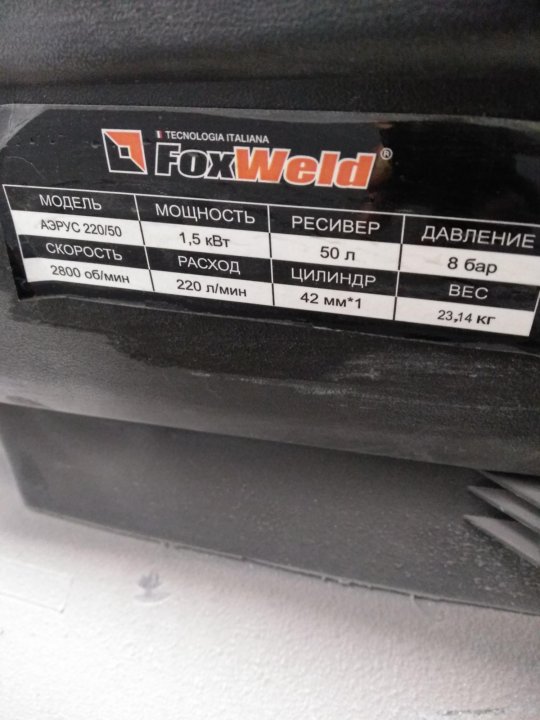 TECNOLOGIA ITALIANA
FoxWeld®
МОДЕЛЬ МОЩНОСТЬ РЕСИВЕР ДАВЛЕНИЕ
АЭРУС 220/50 1,5 кВт 50 л 8 бар
СКОРОСТЬ РАСХОД ЦИЛИНДР ВЕС
2800 об/мин 220 л/мин 42 мм*1 23,14 кг